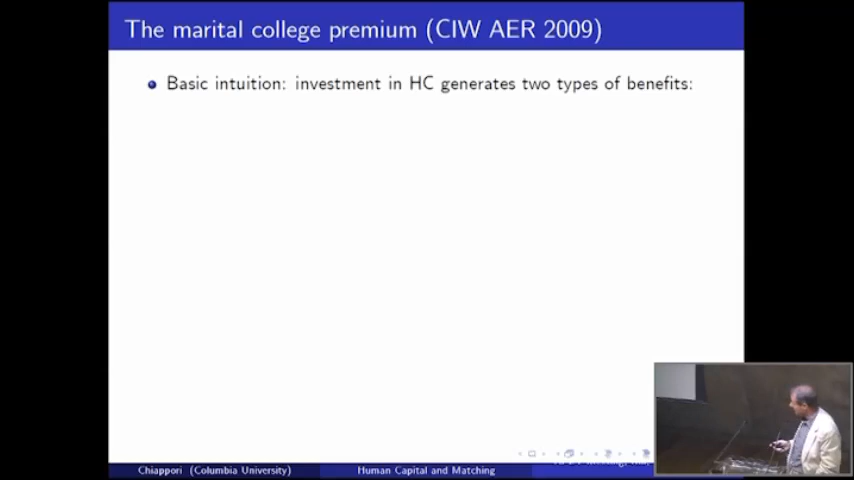 The marital college premium (CIW AER 2009)
Basic intuition: investment in HC generates two types of benefits:
Chiappori (Columbia University)
Human Capital and Matching